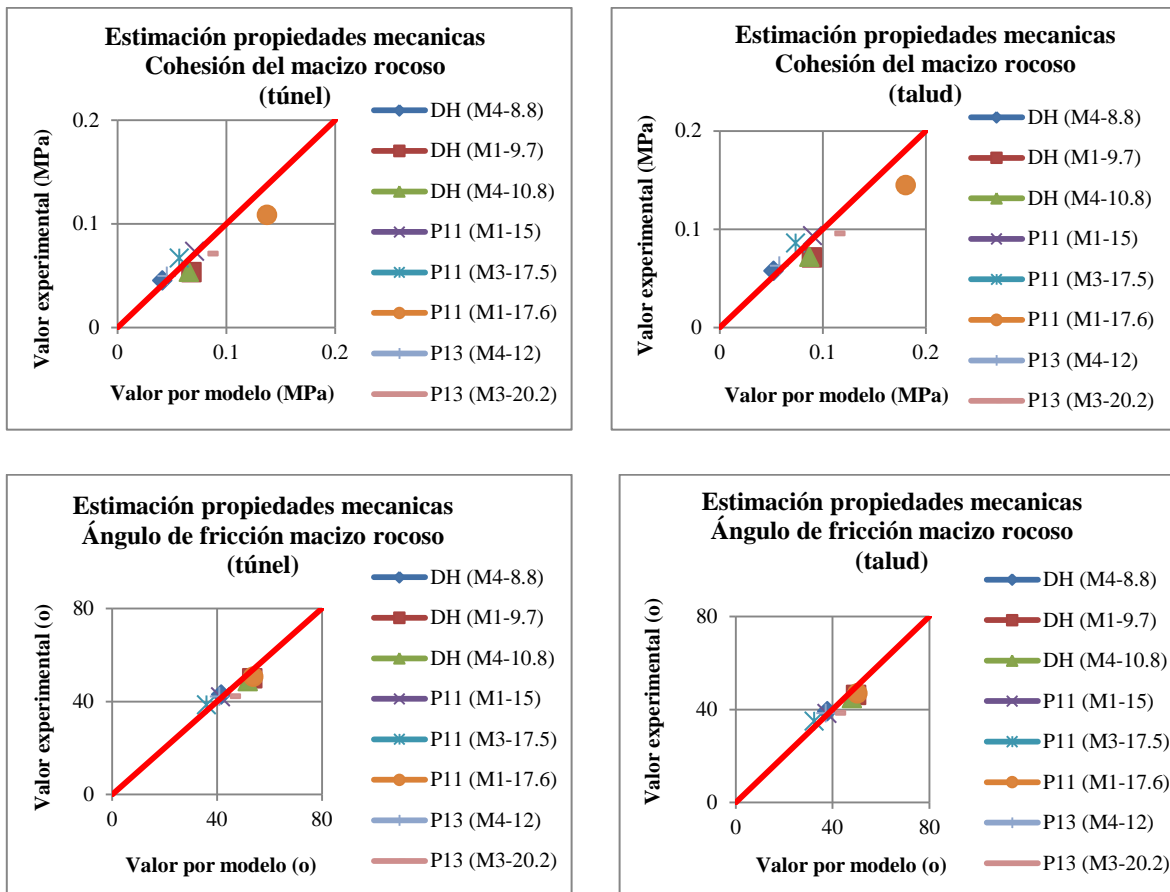 Estimación propiedades mecanicas
Cohesión del macizo rocoso
(túnel)
Valor experimental (MPa)
0.2
0.1
0
0
0.1
0.2
Valor por modelo (MPa)
DH (M4-8.8)
DH (M1-9.7)
DH (M4-10.8)
P11 (M1-15)
P11 (M3-17.5)
P11 (M1-17.6)
P13 (M4-12)
P13 (M3-20.2)
Estimación propiedades mecanicas
Cohesión del macizo rocoso
(talud)
Valor experimental (MPa)
0.2
0.1
0
0
0.1
0.2
Valor por modelo (MPa)
DH (M4-8.8)
DH (M1-9.7)
DH (M4-10.8)
P11 (M1-15)
P11 (M3-17.5)
P11 (M1-17.6)
P13 (M4-12)
P13 (M3-20.2)
Estimación propiedades mecanicas
Ángulo de fricción macizo rocoso
(túnel)
Valor experimental (o)
80
40
0
0
40
80
Valor por modelo (o)
DH (M4-8.8)
DH (M1-9.7)
DH (M4-10.8)
P11 (M1-15)
P11 (M3-17.5)
P11 (M1-17.6)
P13 (M4-12)
P13 (M3-20.2)
Estimación propiedades mecanicas
Ángulo de fricción macizo rocoso
(talud)
Valor experimental (o)
80
40
0
0
40
80
Valor por modelo (o)
DH (M4-8.8)
DH (M1-9.7)
DH (M4-10.8)
P11 (M1-15)
P11 (M3-17.5)
P11 (M1-17.6)
P13 (M4-12)
P13 (M3-20.2)